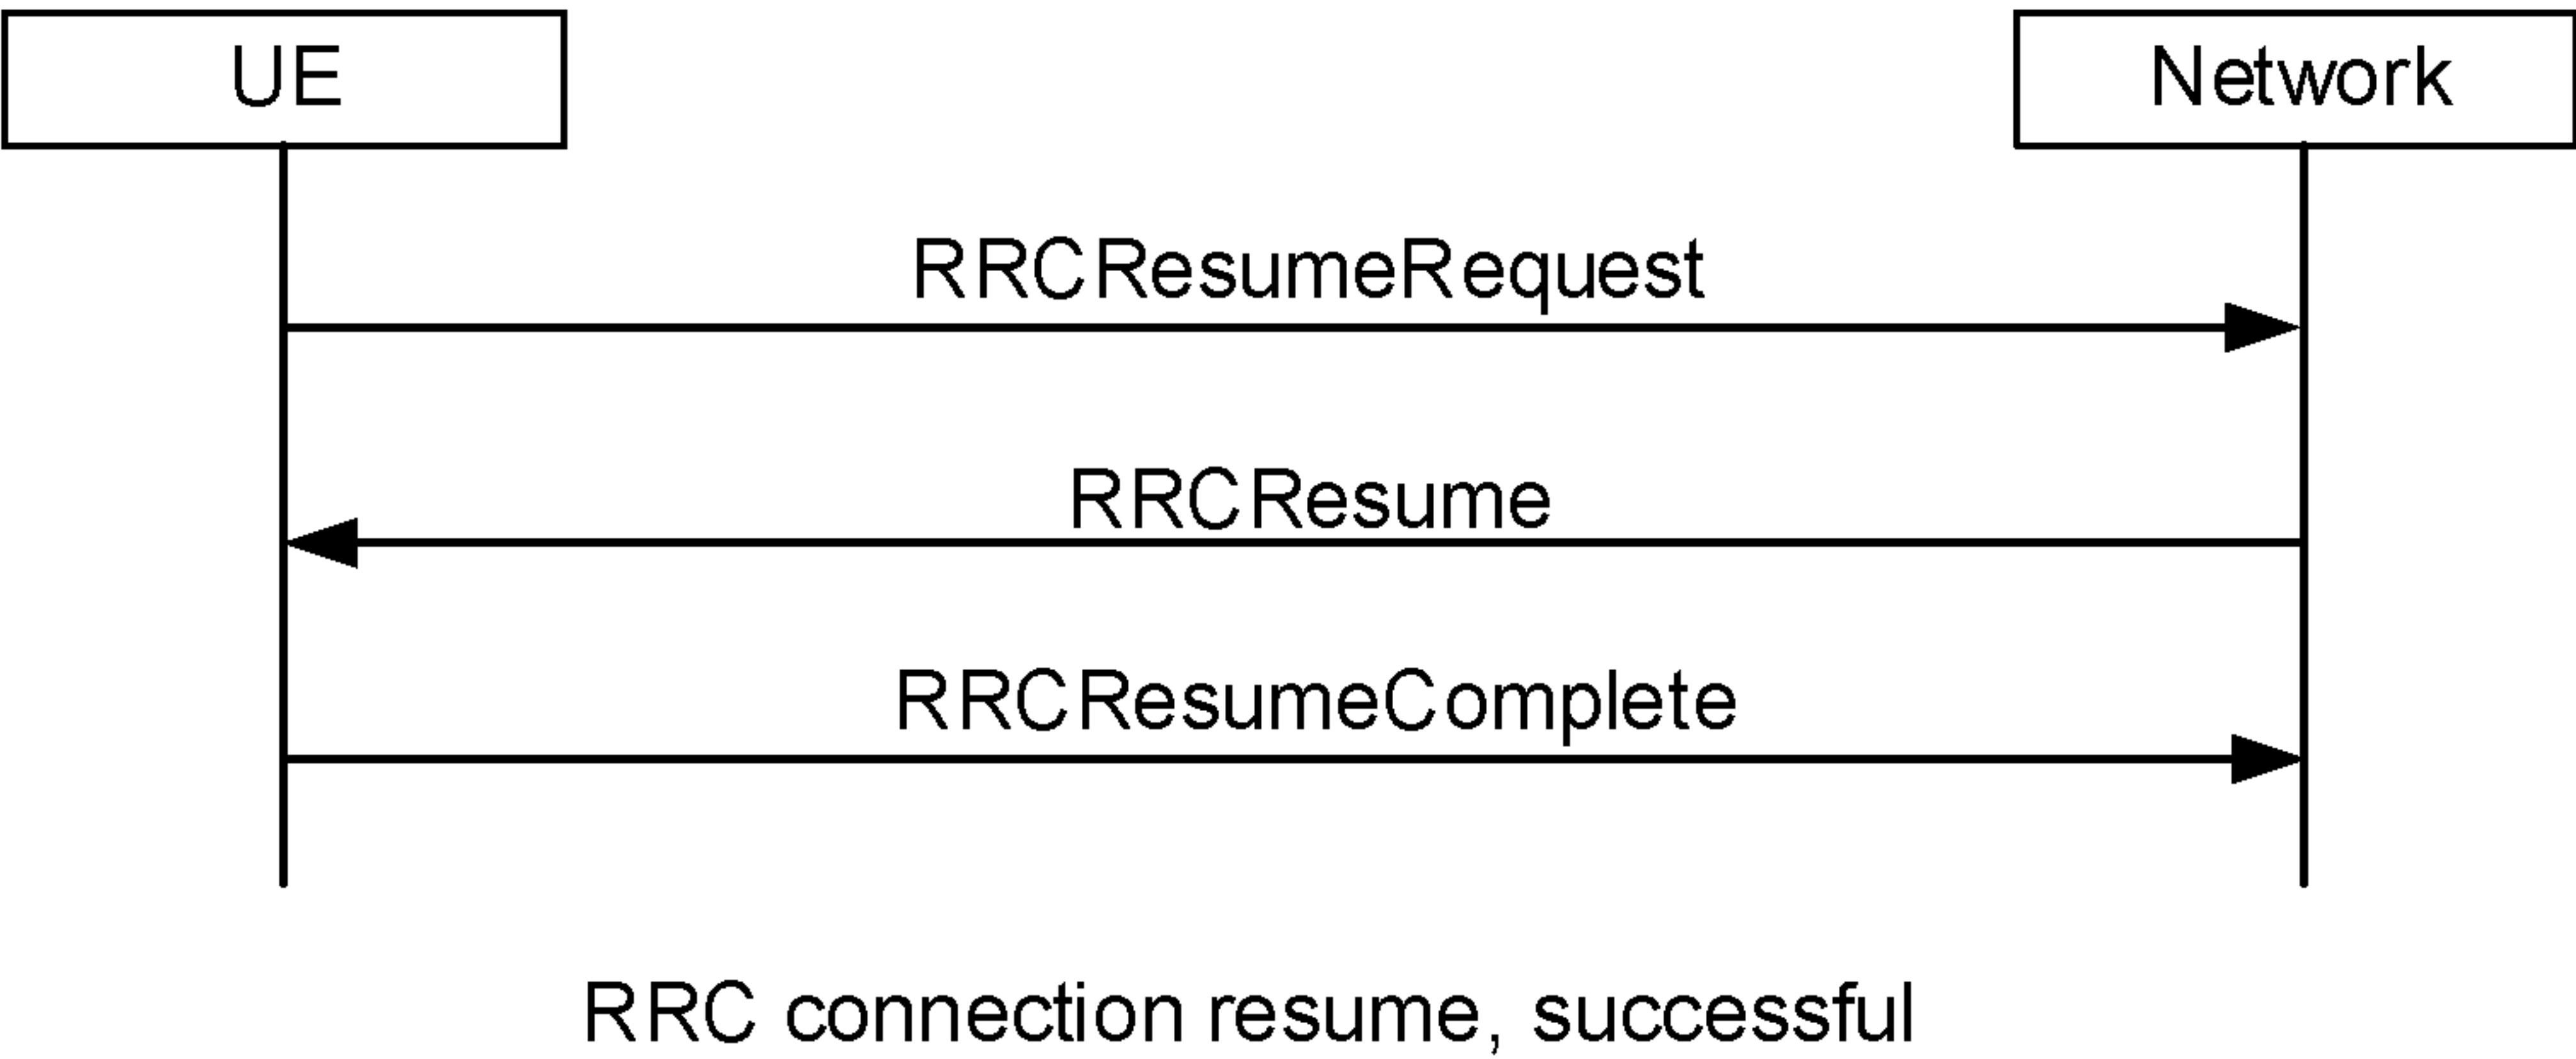 UE
Network
RRCResumeRequest
RRCResume
RRCResumeComplete
RRC connection resume, successful